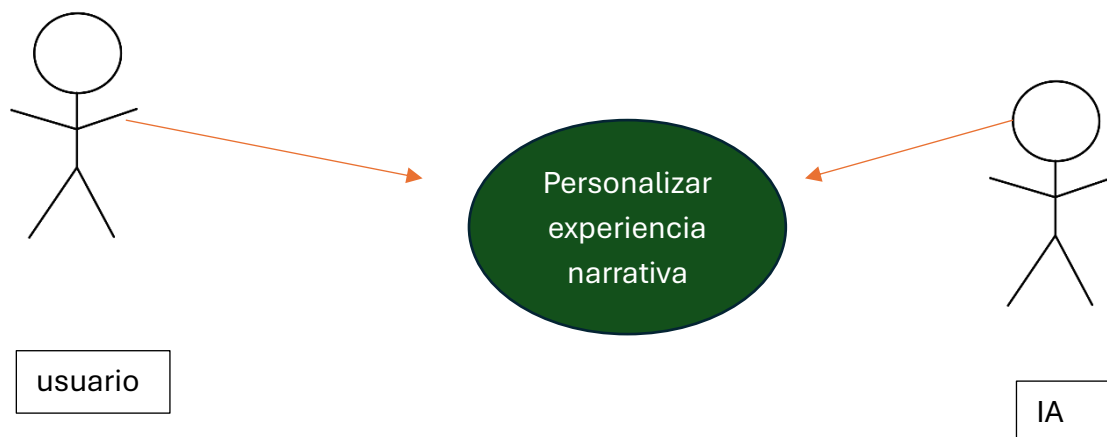 Personalizar
experiencia
narrativa
usuario
IA